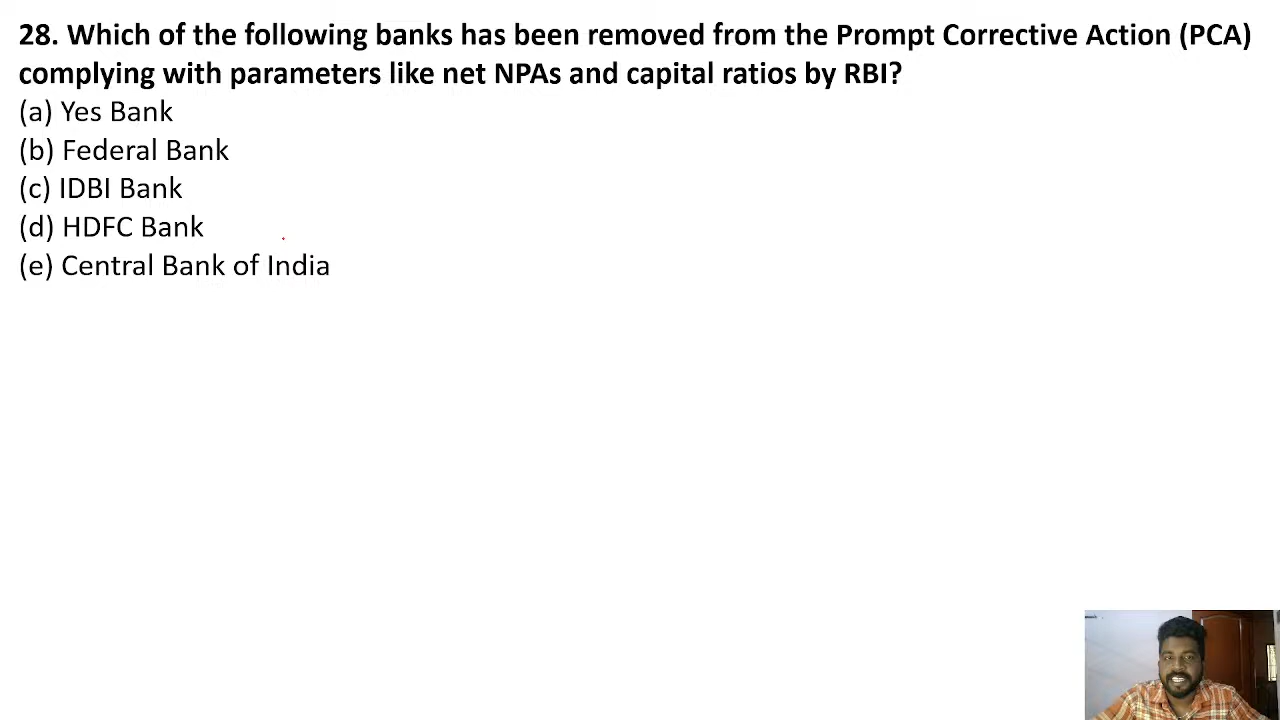 28. Which of the following banks has been removed from the Prompt Corrective Action (PCA)
complying with parameters like net NPAs and capital ratios by RBI?
(a) Yes Bank
(b) Federal Bank
(c) IDBI Bank
(d) HDFC Bank
(e) Central Bank of India